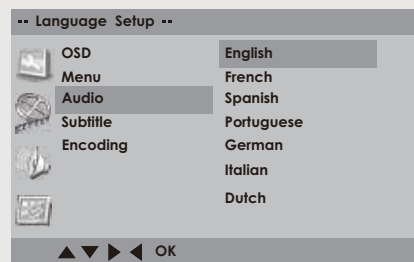 -- Language Setup --
OSD
Menu
Audio
Subtitle
Encoding
English
French
Spanish
Portuguese
German
Italian
Dutch
OK